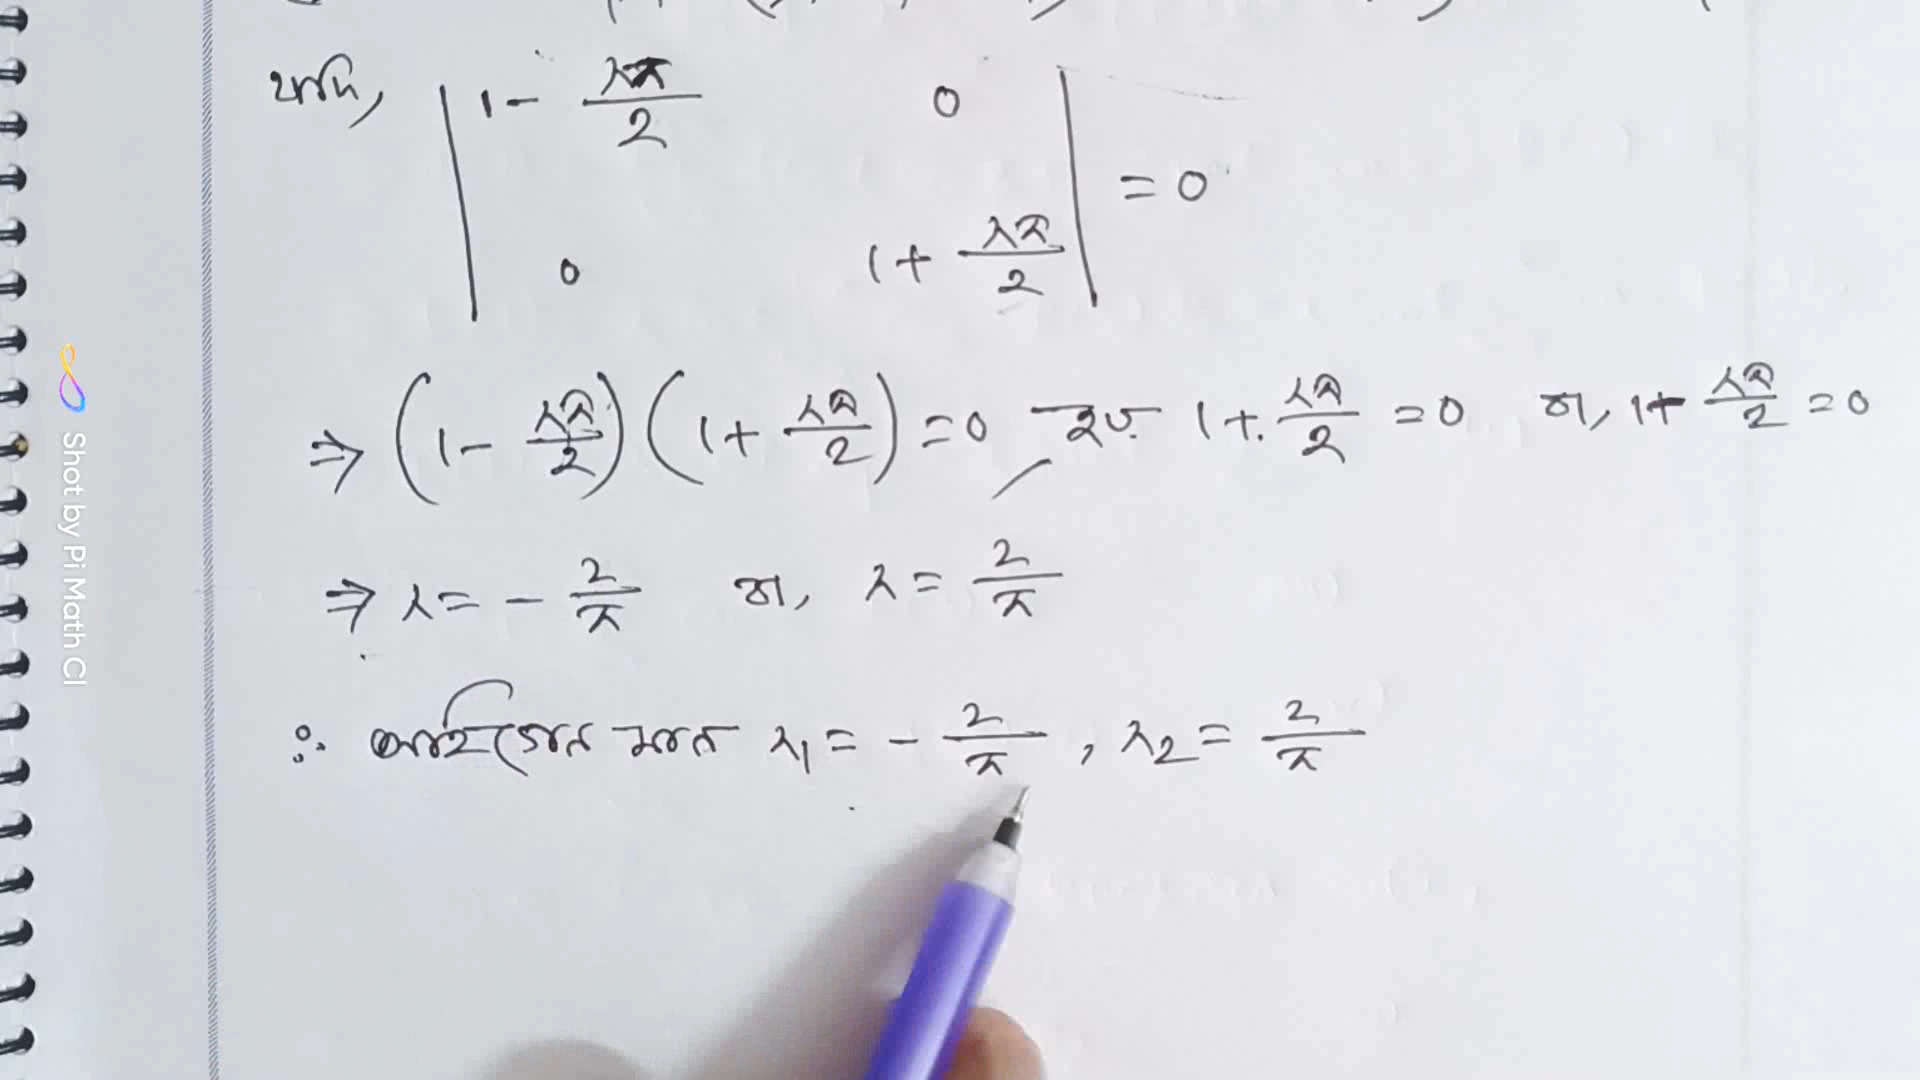 যদি, | 1 - λπ/2   0 |
| 0   1 + λπ/2 | = 0
⇒ (1 - λπ/2) (1 + λπ/2) = 0 হয় 1 + λπ/2 = 0 বা, 1 + λπ/2 = 0
⇒ λ = - 2/π বা, λ = 2/π
∴ আইগেন মান λ₁ = - 2/π , λ₂ = 2/π
Shot by Pi Math Cl